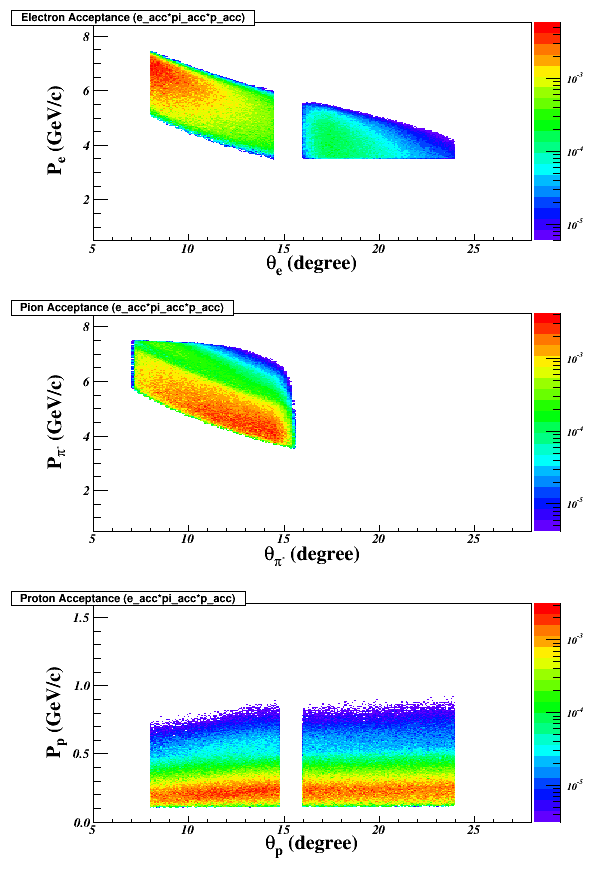 Electron Acceptance (e_acc*pi_acc*p_acc)
8
6
4
2
P_e (GeV/c)
5 10 15 20 25
θ_e (degree)
10^-3
10^-4
10^-5
Pion Acceptance (e_acc*pi_acc*p_acc)
8
6
4
2
P_π^- (GeV/c)
5 10 15 20 25
θ_π^- (degree)
10^-3
10^-4
10^-5
Proton Acceptance (e_acc*pi_acc*p_acc)
1.5
1.0
0.5
0.0
P_p (GeV/c)
5 10 15 20 25
θ_p (degree)
10^-3
10^-4
10^-5